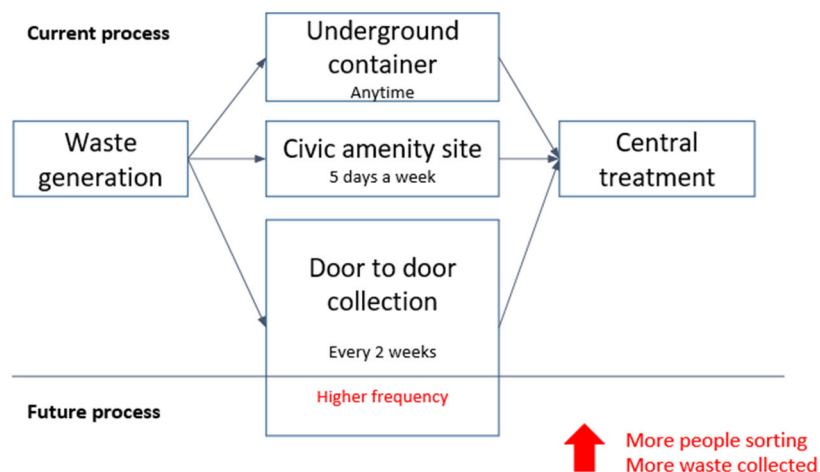 Current process
Underground
container
Anytime
Waste
generation
Civic amenity site
5 days a week
Central
treatment
Door to door
collection
Every 2 weeks
Higher frequency
Future process
More people sorting
More waste collected